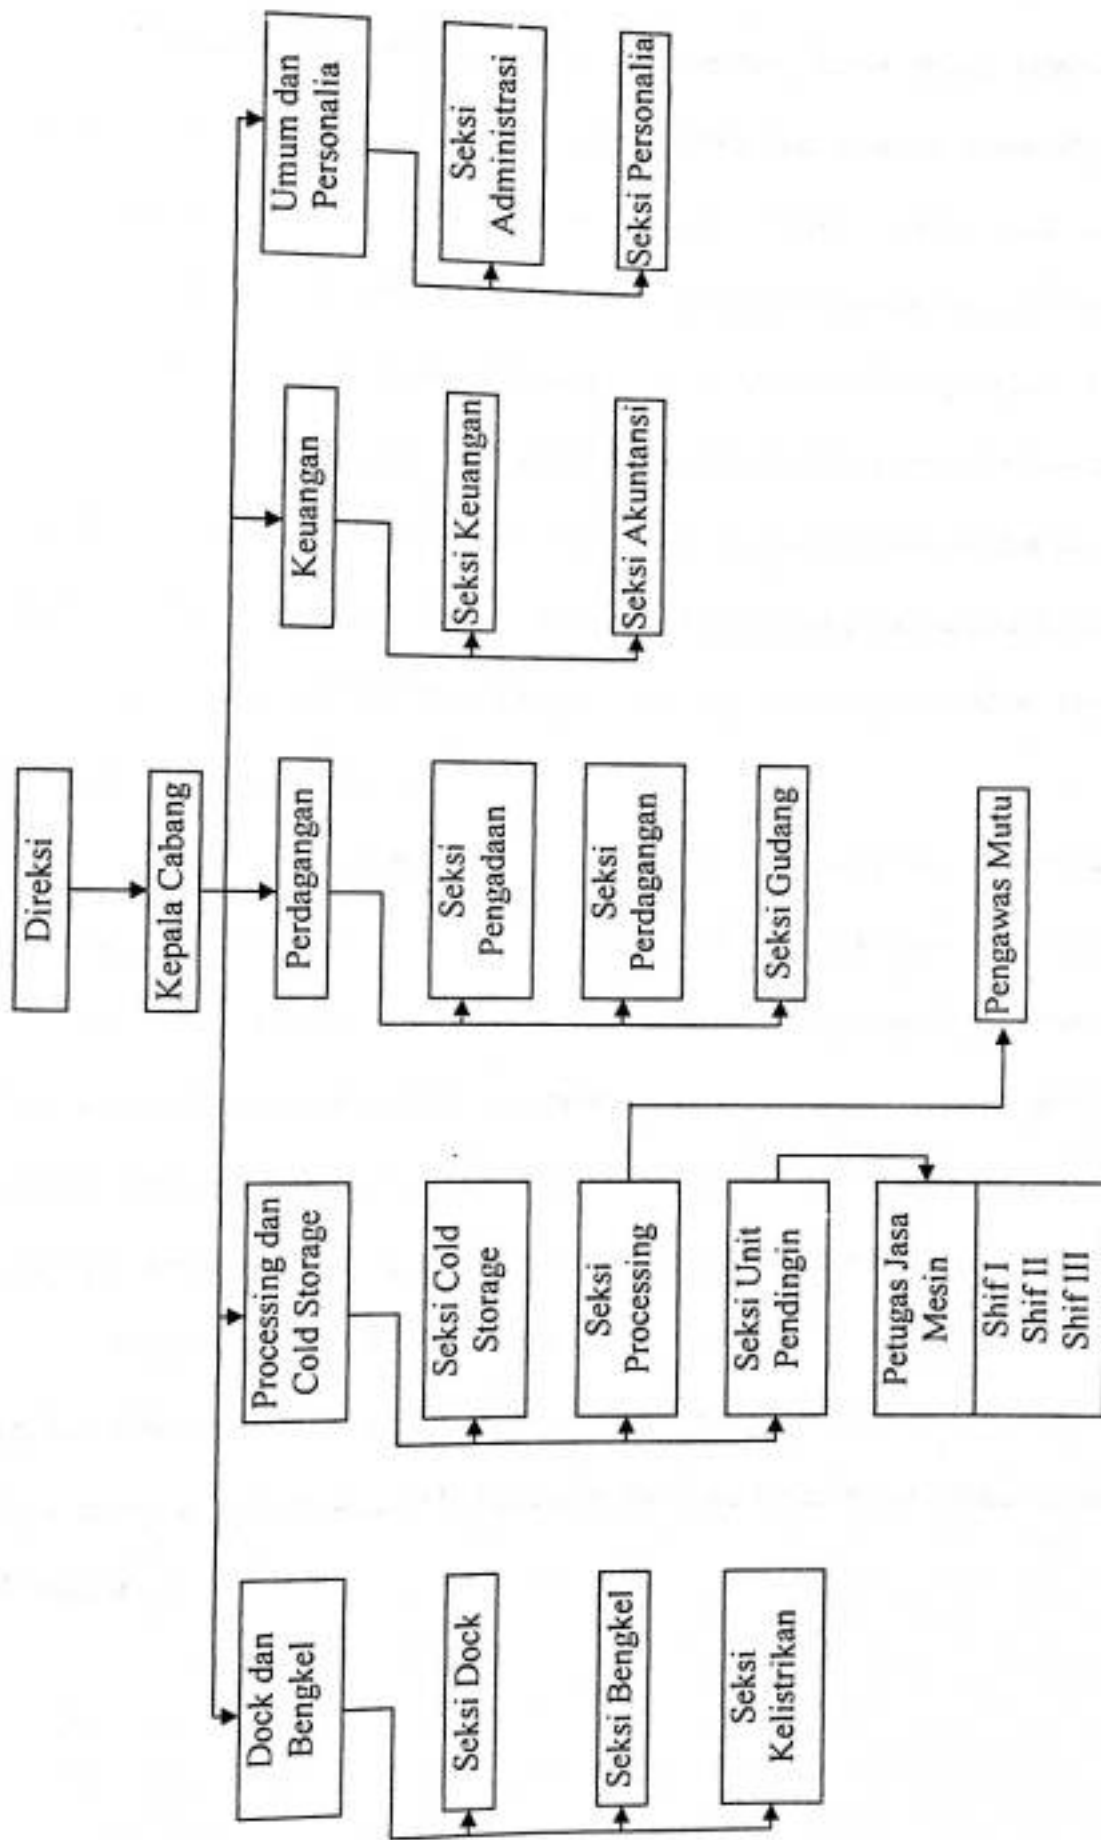 Direksi
Kepala Cabang
Dock dan
Bengkel
Seksi Dock
Seksi Bengkel
Seksi
Kelistrikan
Processing dan
Cold Storage
Seksi Cold
Storage
Seksi
Processing
Seksi Unit
Pendingin
Petugas Jasa
Mesin
Shif I
Shif II
Shif III
Pengawas Mutu
Perdagangan
Seksi
Pengadaan
Seksi
Perdagangan
Seksi Gudang
Keuangan
Seksi Keuangan
Seksi Akuntansi
Umum dan
Personalia
Seksi
Administrasi
Seksi Personalia